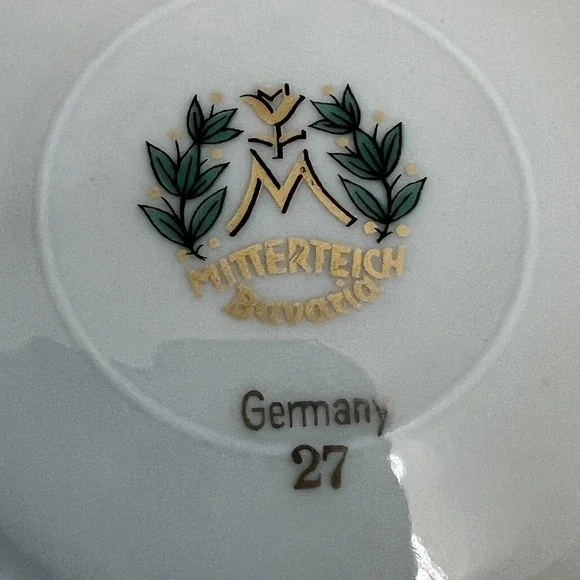 M
MITTERTEICH
Bavaria
Germany
27